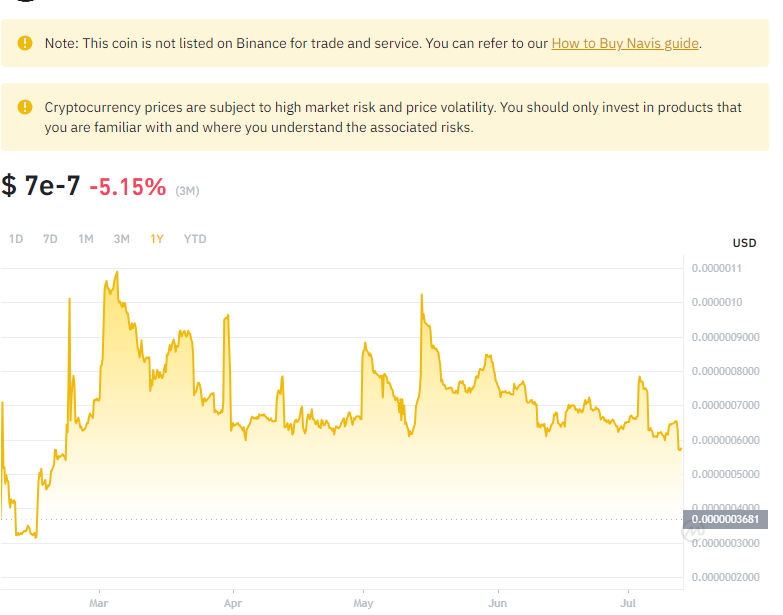 Note: This coin is not listed on Binance for trade and service. You can refer to our How to Buy Navis guide.
Cryptocurrency prices are subject to high market risk and price volatility. You should only invest in products that
you are familiar with and where you understand the associated risks.
$ 7e-7 -5.15% (3M)
1D 7D 1M 3M 1Y YTD
USD
0.0000011
0.0000010
0.0000009000
0.0000008000
0.0000007000
0.0000006000
0.0000005000
0.0000004000
0.0000003681
0.0000003000
0.0000002000
Mar Apr May Jun Jul